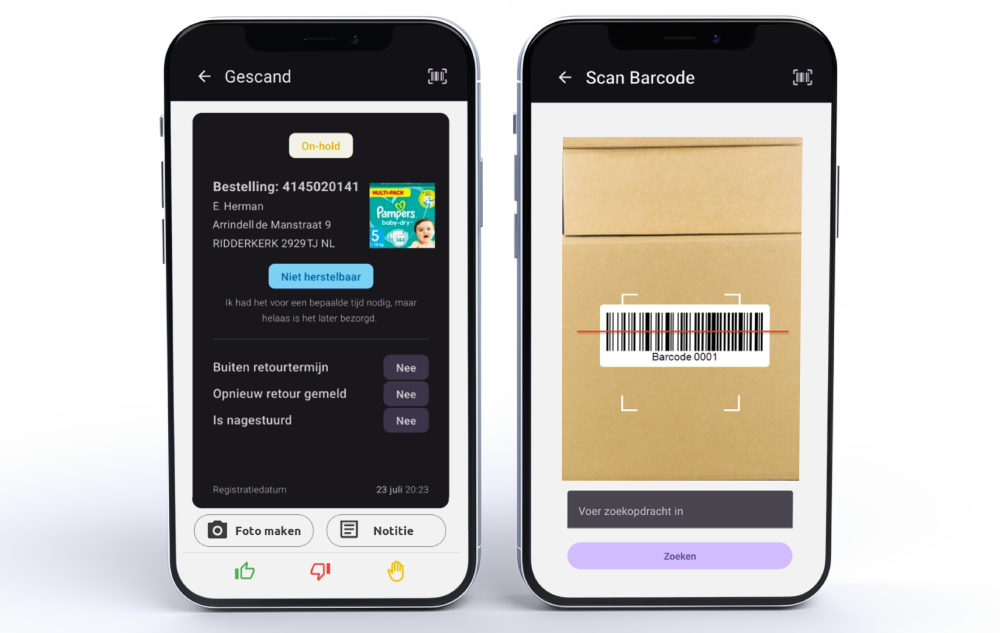 Gescand
On-hold
Bestelling: 4145020141
E. Herman
Arrindell de Manstraat 9
RIDDERKERK 2929 TJ NL
MULTI-PACK
Pampers
baby-dry
5
144
Niet herstelbaar
Ik had het voor een bepaalde tijd nodig, maar
helaas is het later bezorgd.
Buiten retourtermijn Nee
Opnieuw retour gemeld Nee
Is nagestuurd Nee
Registratiedatum 23 juli 20:23
Foto maken Notitie
Scan Barcode
Barcode 0001
Voer zoekopdracht in
Zoeken